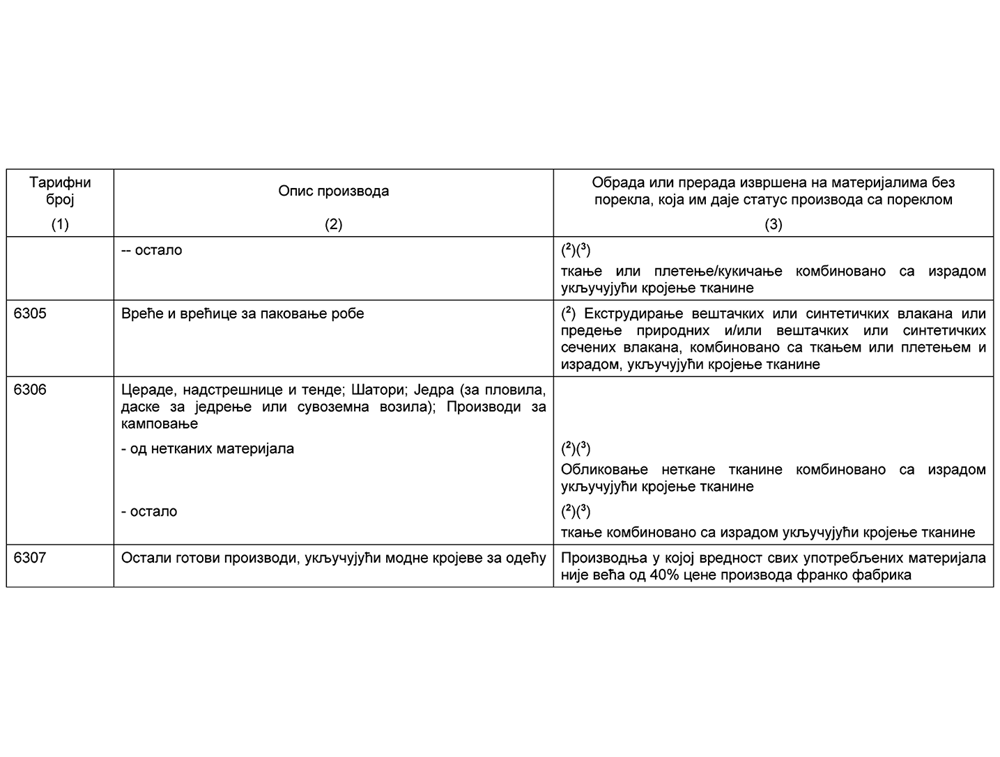 Тарифни
број
(1)
Опис производа
(2)
Обрада или прерада извршена на материјалима без
порекла, која им даје статус производа са пореклом
(3)
-- остало
(²)(³)
ткање или плетење/кукичање комбиновано са израдом
укључујући кројење тканине
6305
Вреће и врећице за паковање робе
(²) Екструдирање вештачких или синтетичких влакана или
предење природних и/или вештачких или синтетичких
сечених влакана, комбиновано са ткањем или плетењем и
израдом, укључујући кројење тканине
6306
Цераде, надстрешнице и тенде; Шатори; Једра (за пловила,
даске за једрење или сувоземна возила); Производи за
камповање
- од нетканих материјала
(²)(³)
Обликовање неткане тканине комбиновано са израдом
укључујући кројење тканине
- остало
(²)(³)
ткање комбиновано са израдом укључујући кројење тканине
6307
Остали готови производи, укључујући модне кројеве за одећу
Производња у којој вредност свих употребљених материјала
није већа од 40% цене производа франко фабрика